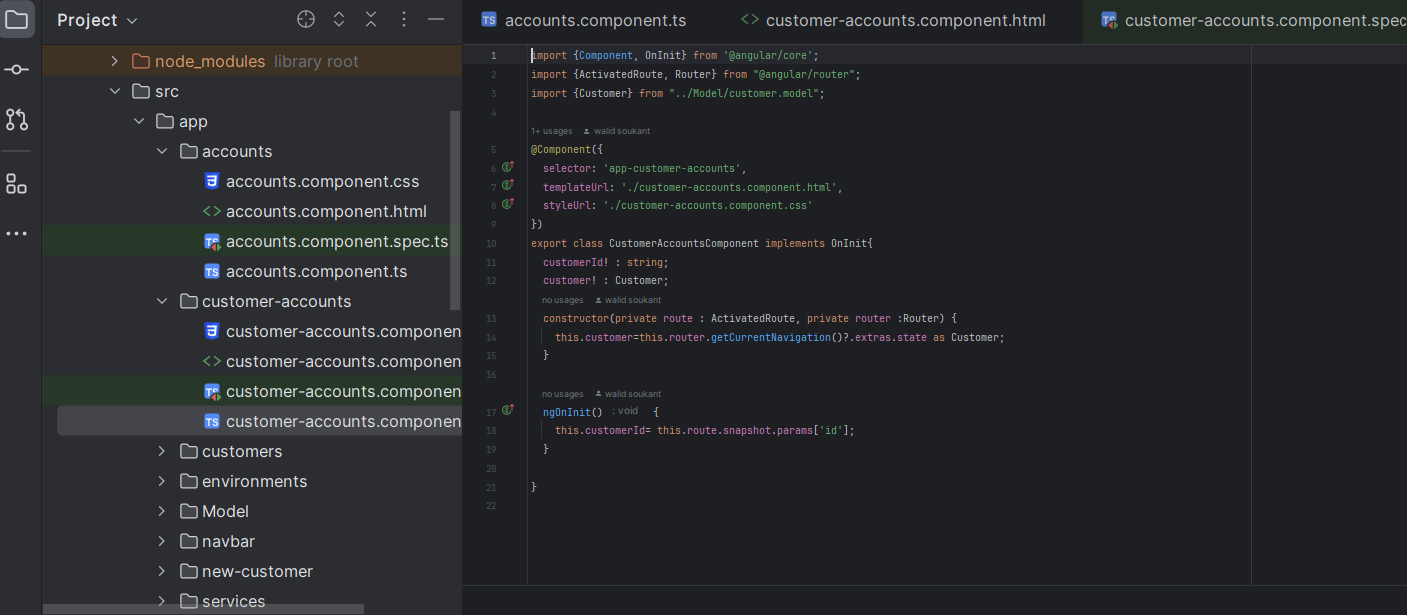 Project
node_modules library root
src
app
accounts
accounts.component.css
accounts.component.html
accounts.component.spec.ts
accounts.component.ts
customer-accounts
customer-accounts.componen
customer-accounts.componen
customer-accounts.componen
customer-accounts.componen
customers
environments
Model
navbar
new-customer
services
accounts.component.ts
customer-accounts.component.html
customer-accounts.component.spec
1 import {Component, OnInit} from '@angular/core';
2 import {ActivatedRoute, Router} from "@angular/router";
3 import {Customer} from "../Model/customer.model";
4
1+ usages walid soukant
5 @Component({
6 selector: 'app-customer-accounts',
7 templateUrl: './customer-accounts.component.html',
8 styleUrl: './customer-accounts.component.css'
9 })
10 export class CustomerAccountsComponent implements OnInit{
11 customerId! : string;
12 customer! : Customer;
no usages walid soukant
13 constructor(private route : ActivatedRoute, private router :Router) {
14 this.customer=this.router.getCurrentNavigation()?.extras.state as Customer;
15 }
16
no usages walid soukant
17 ngOnInit() : void {
18 this.customerId= this.route.snapshot.params['id'];
19 }
20
21 }
22